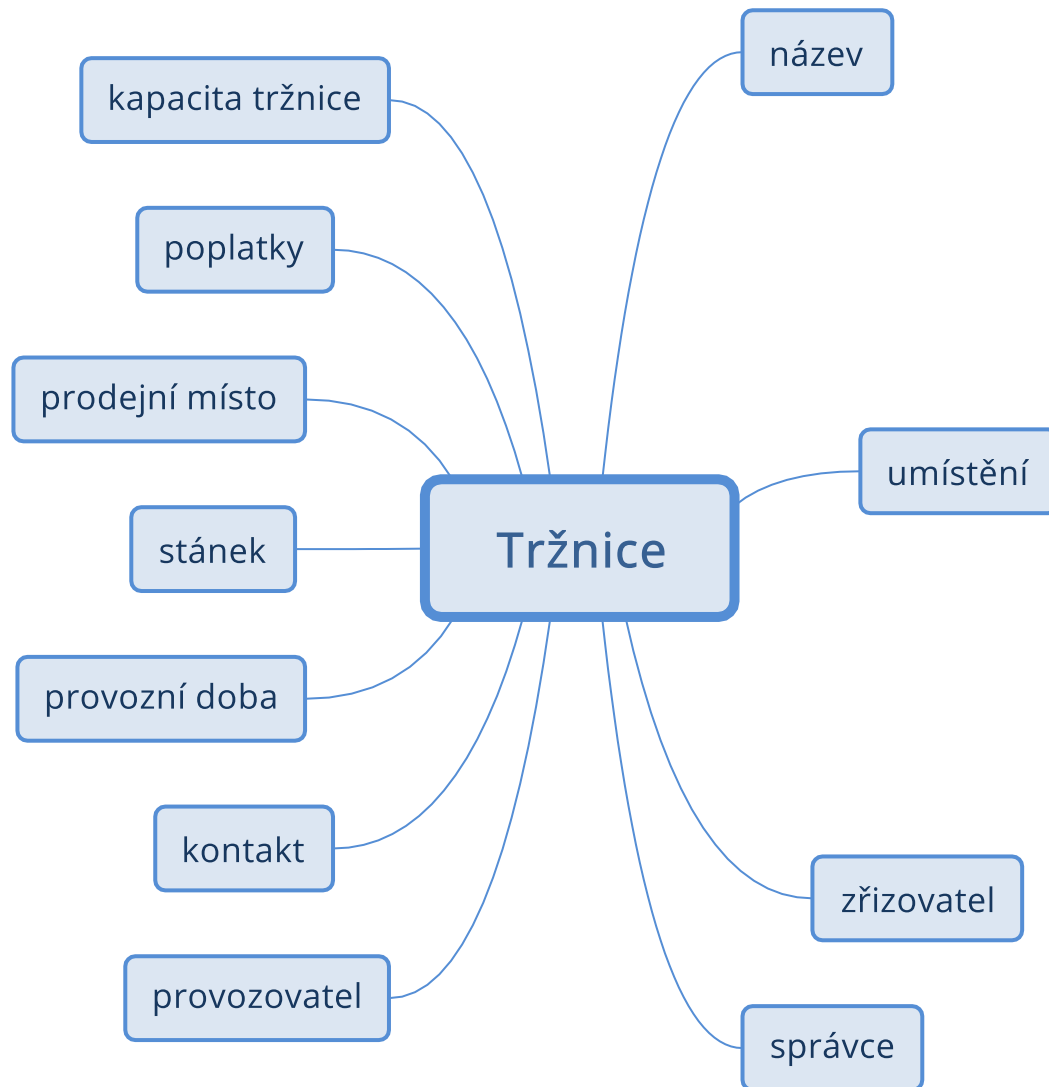 název
kapacita tržnice
poplatky
prodejní místo
umístění
Tržnice
stánek
provozní doba
kontakt
zřizovatel
provozovatel
správce